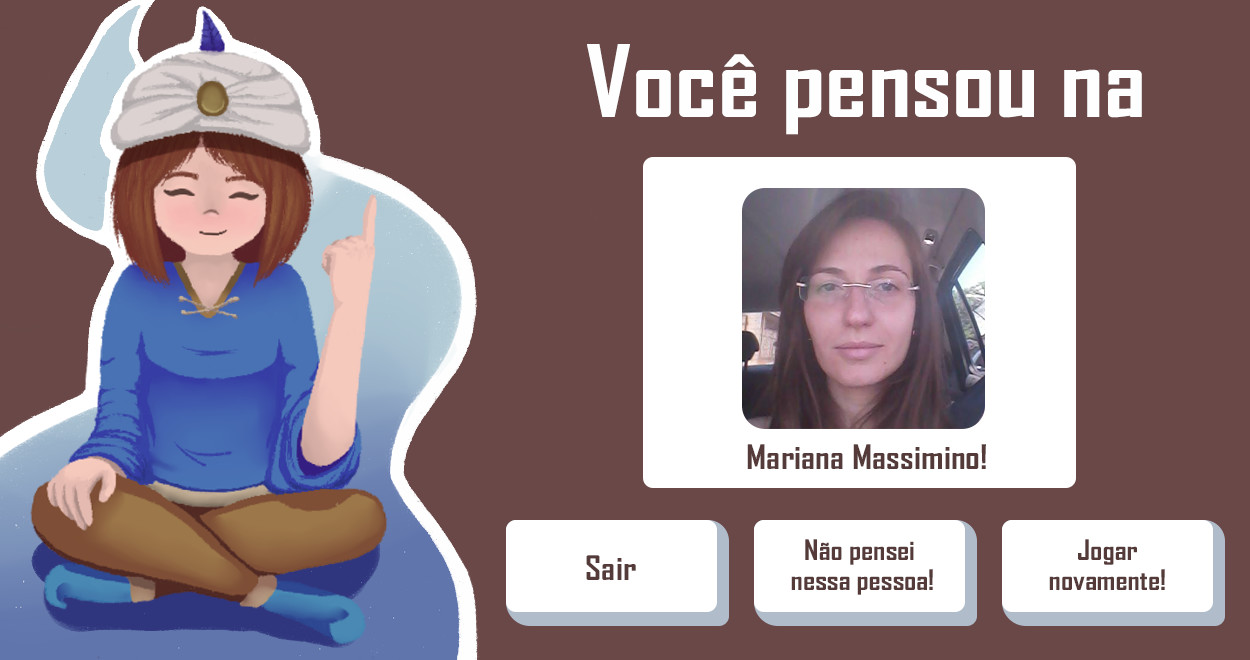 Você pensou na
Mariana Massimino!
Sair
Não pensei
nessa pessoa!
Jogar
novamente!